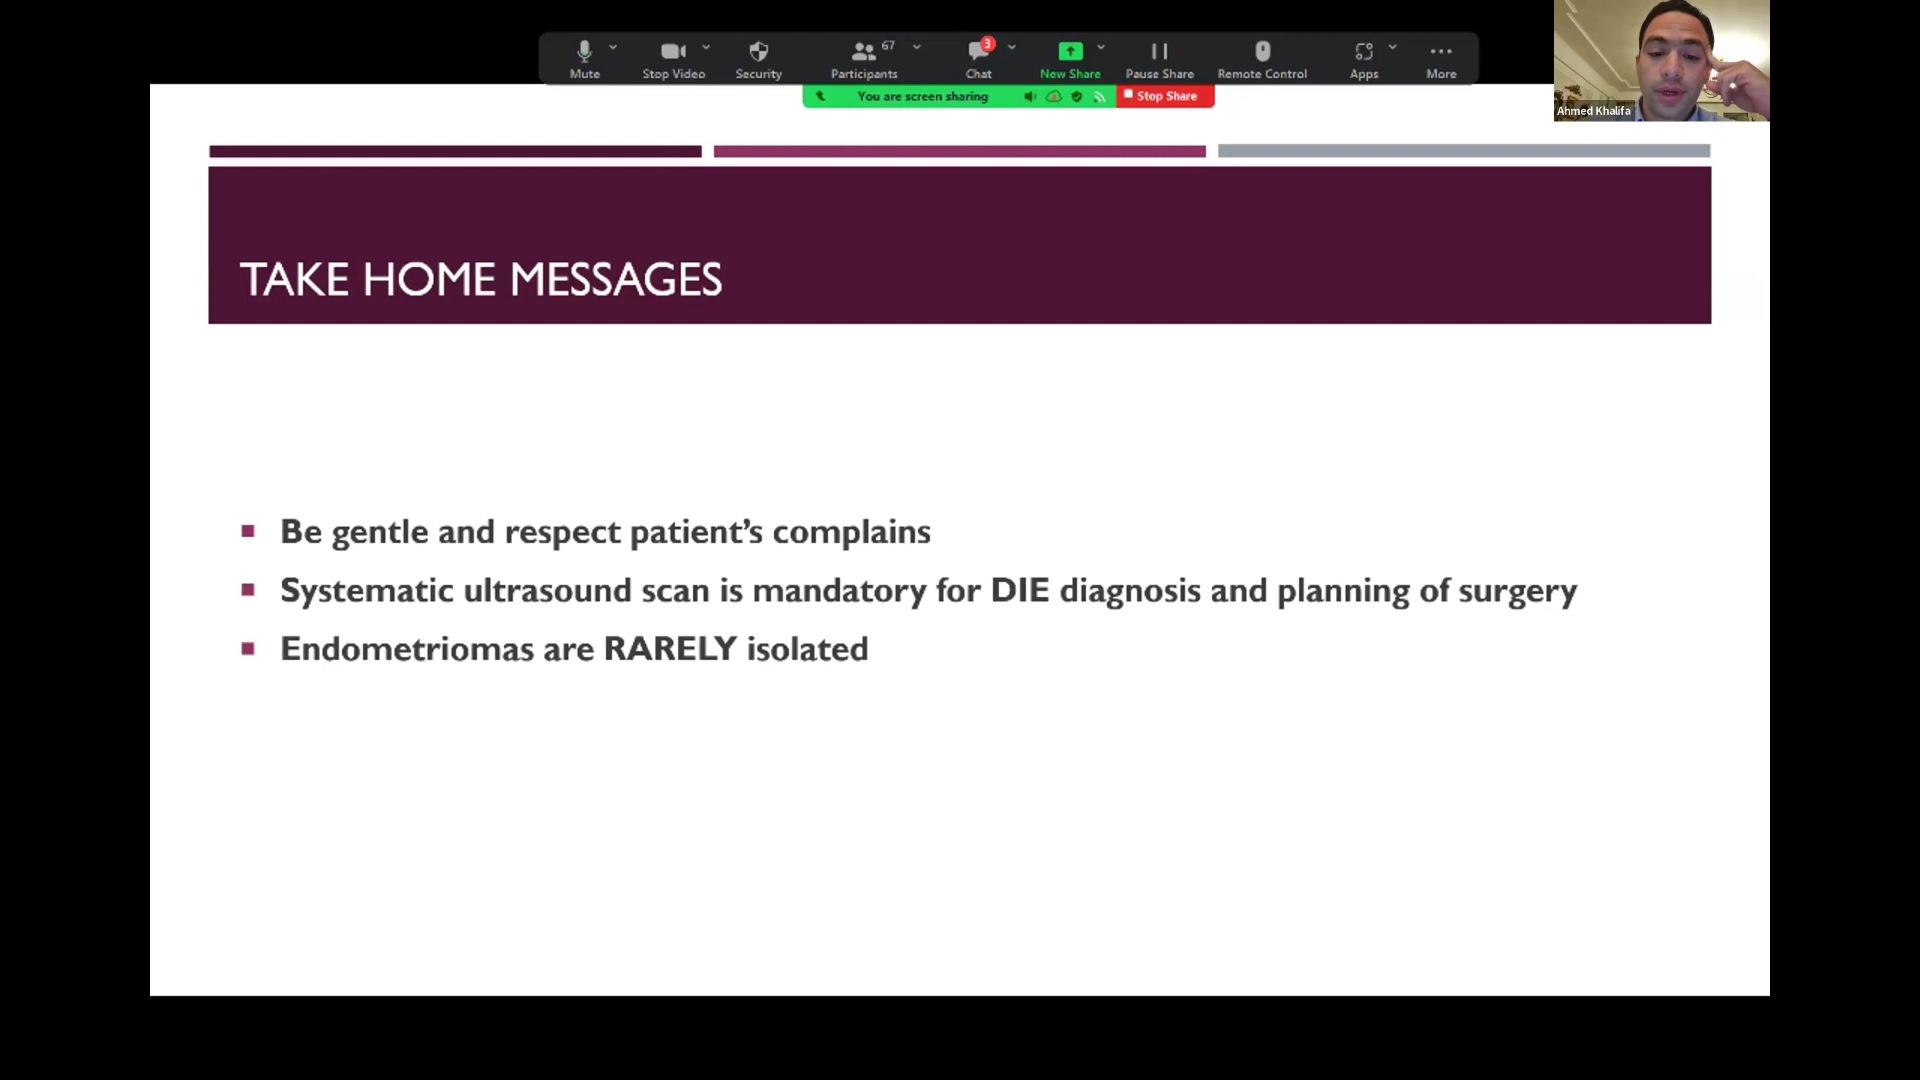 67
3
Mute
Stop Video
Security
Participants
Chat
New Share
Pause Share
Remote Control
Apps
More
You are screen sharing
Stop Share
Ahmed Khalifa
TAKE HOME MESSAGES
Be gentle and respect patient’s complains
Systematic ultrasound scan is mandatory for DIE diagnosis and planning of surgery
Endometriomas are RARELY isolated